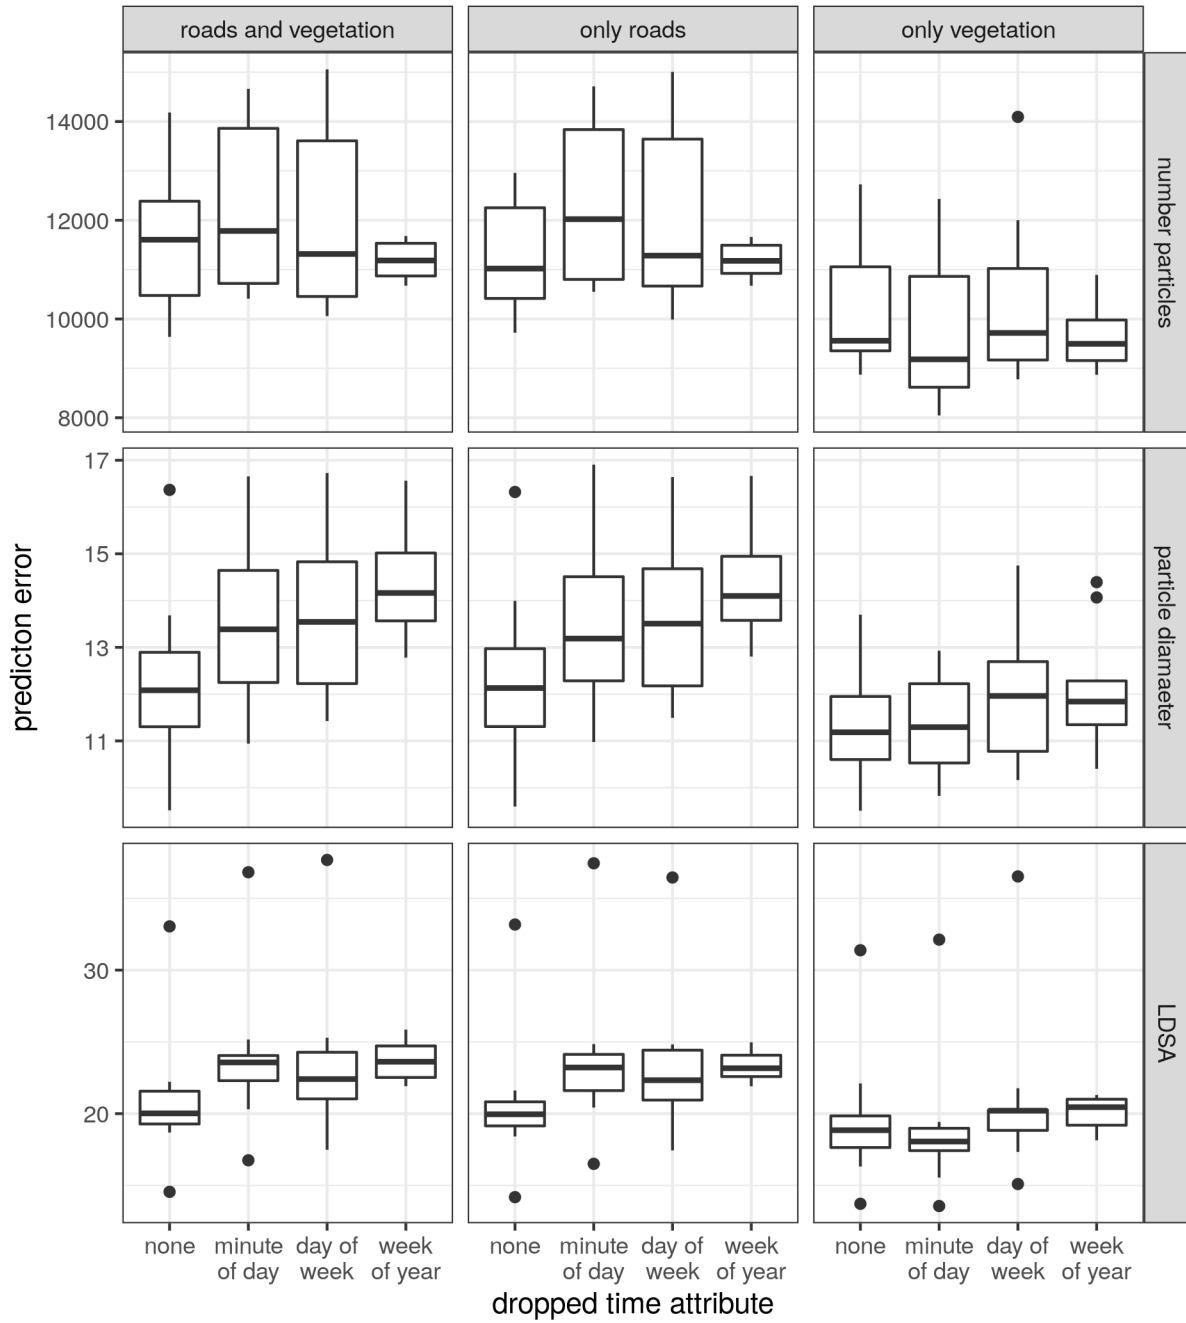 roads and vegetation
only roads
only vegetation
14000
12000
10000
8000
number particles
17
15
13
11
particle diamaeter
predicton error
30
20
LDSA
none
minute
of day
day of
week
week
of year
none
minute
of day
day of
week
week
of year
none
minute
of day
day of
week
week
of year
dropped time attribute